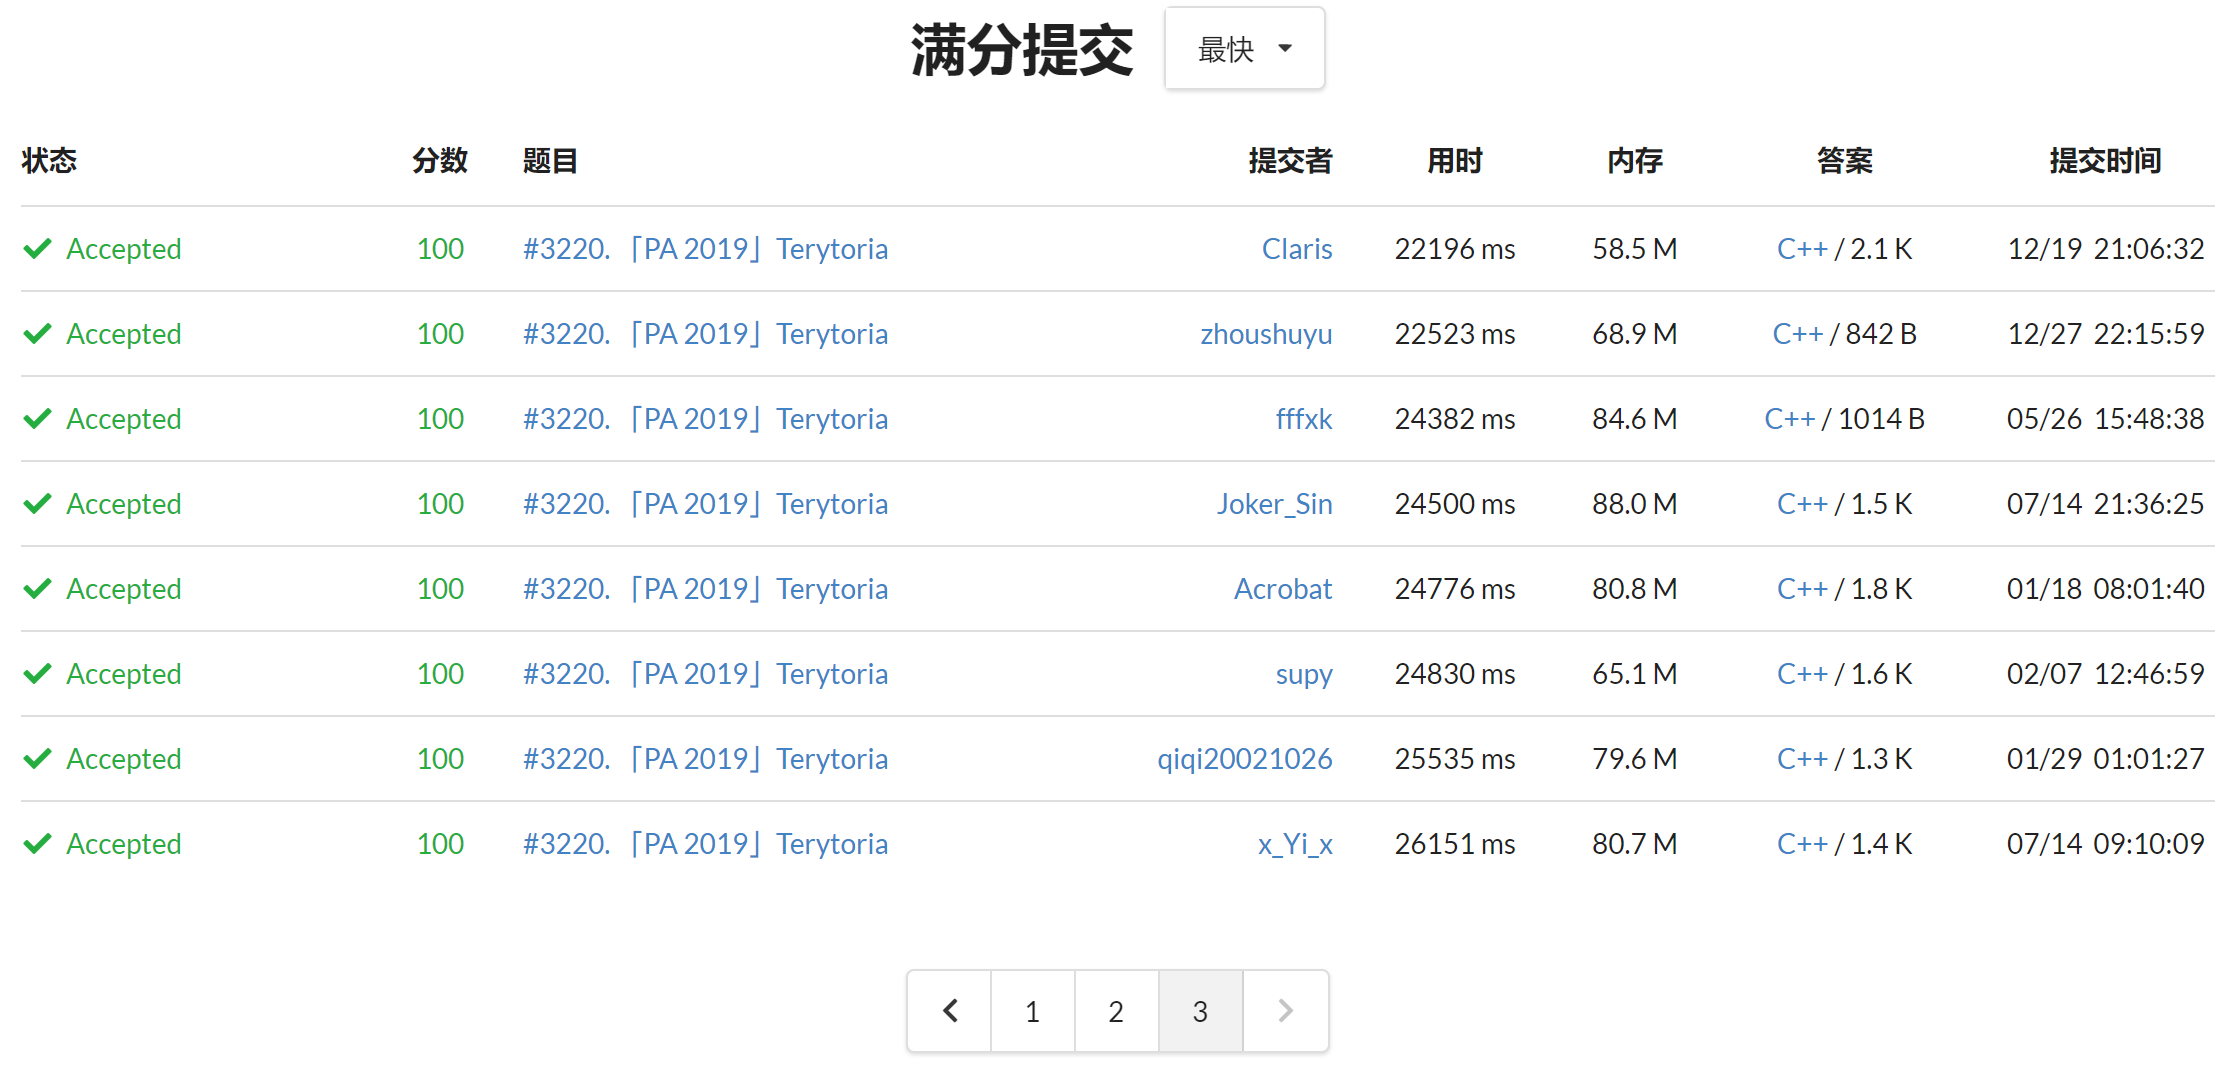 满分提交 最快
状态 分数 题目 提交者 用时 内存 答案 提交时间
Accepted 100 #3220. 「PA 2019」Terytoria Claris 22196 ms 58.5 M C++ / 2.1 K 12/19 21:06:32
Accepted 100 #3220. 「PA 2019」Terytoria zhoushuyu 22523 ms 68.9 M C++ / 842 B 12/27 22:15:59
Accepted 100 #3220. 「PA 2019」Terytoria fffxk 24382 ms 84.6 M C++ / 1014 B 05/26 15:48:38
Accepted 100 #3220. 「PA 2019」Terytoria Joker_Sin 24500 ms 88.0 M C++ / 1.5 K 07/14 21:36:25
Accepted 100 #3220. 「PA 2019」Terytoria Acrobat 24776 ms 80.8 M C++ / 1.8 K 01/18 08:01:40
Accepted 100 #3220. 「PA 2019」Terytoria supy 24830 ms 65.1 M C++ / 1.6 K 02/07 12:46:59
Accepted 100 #3220. 「PA 2019」Terytoria qiqi20021026 25535 ms 79.6 M C++ / 1.3 K 01/29 01:01:27
Accepted 100 #3220. 「PA 2019」Terytoria x_Yi_x 26151 ms 80.7 M C++ / 1.4 K 07/14 09:10:09
1 2 3